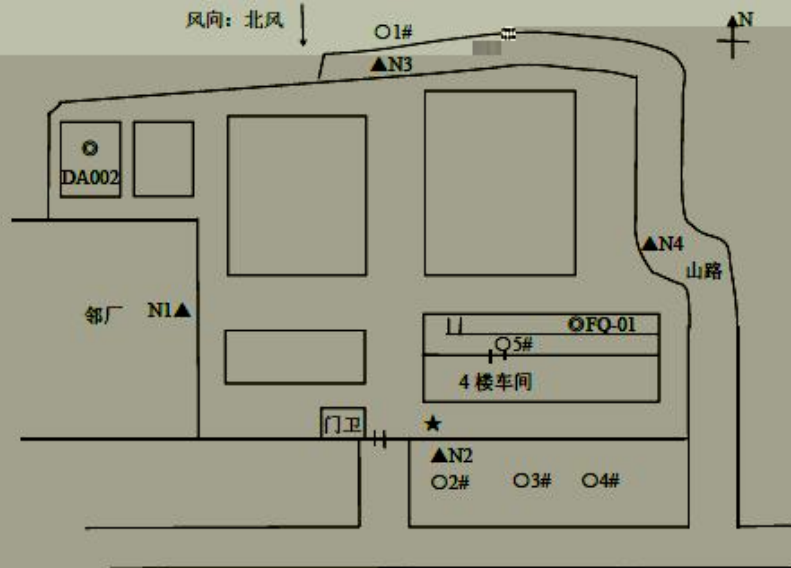 风向：北风
N
○1#
▲N3
◎
DA002
▲N4
山路
邻厂
N1▲
◎FQ-01
○5#
4 楼车间
门卫
★
▲N2
○2#
○3#
○4#